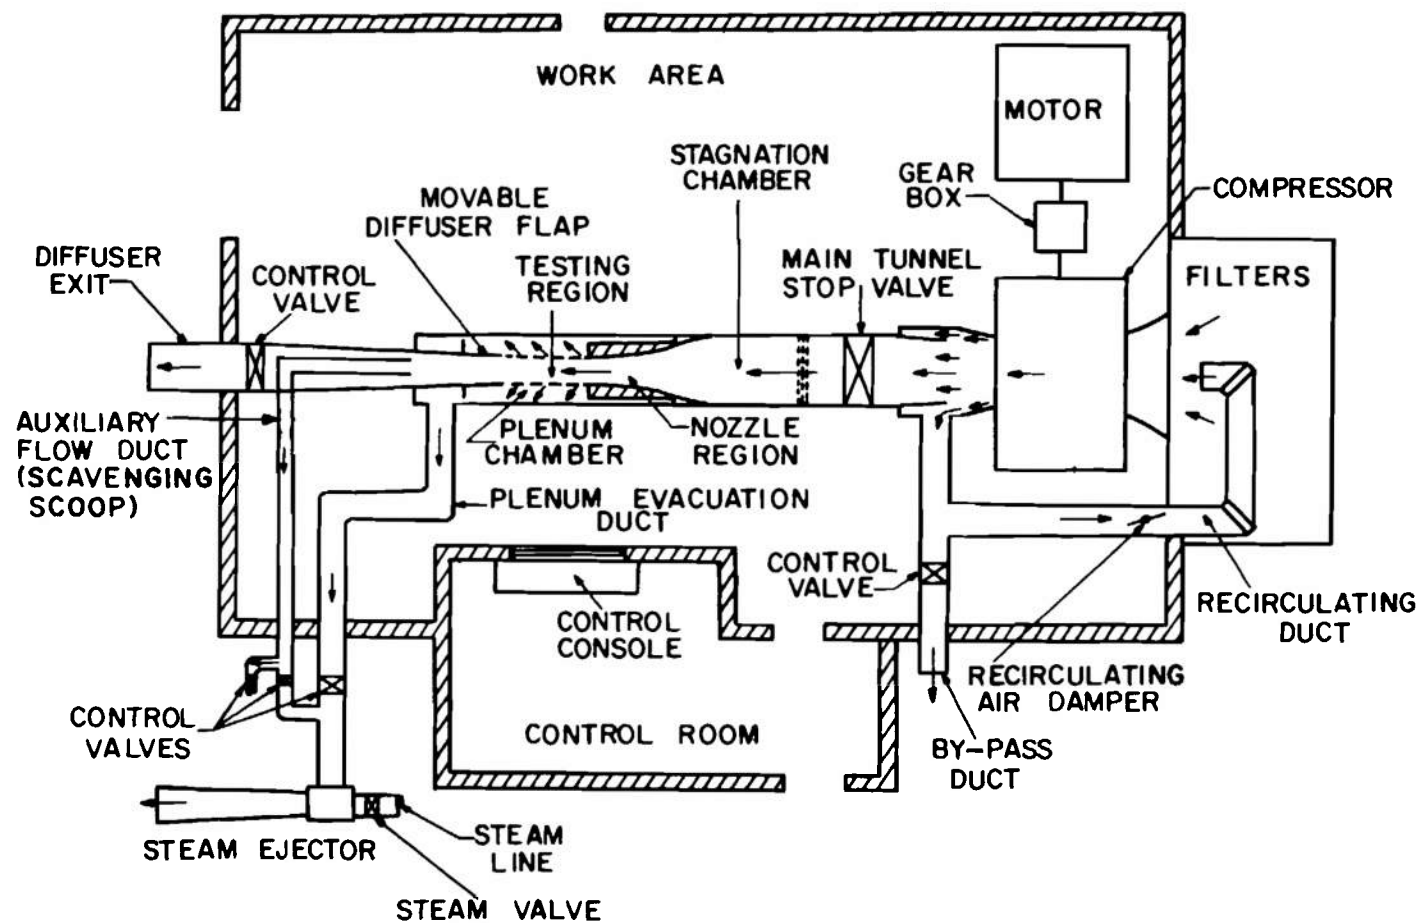 WORK AREA
MOTOR
STAGNATION
CHAMBER
GEAR
BOX
COMPRESSOR
MOVABLE
DIFFUSER FLAP
DIFFUSER
EXIT
CONTROL
VALVE
TESTING
REGION
MAIN TUNNEL
STOP VALVE
FILTERS
AUXILIARY
FLOW DUCT
(SCAVENGING
SCOOP)
PLENUM
CHAMBER
NOZZLE
REGION
PLENUM EVACUATION
DUCT
CONTROL
VALVE
CONTROL
CONSOLE
RECIRCULATING
DUCT
RECIRCULATING
AIR DAMPER
CONTROL
VALVES
CONTROL ROOM
BY-PASS
DUCT
STEAM EJECTOR
STEAM
LINE
STEAM VALVE